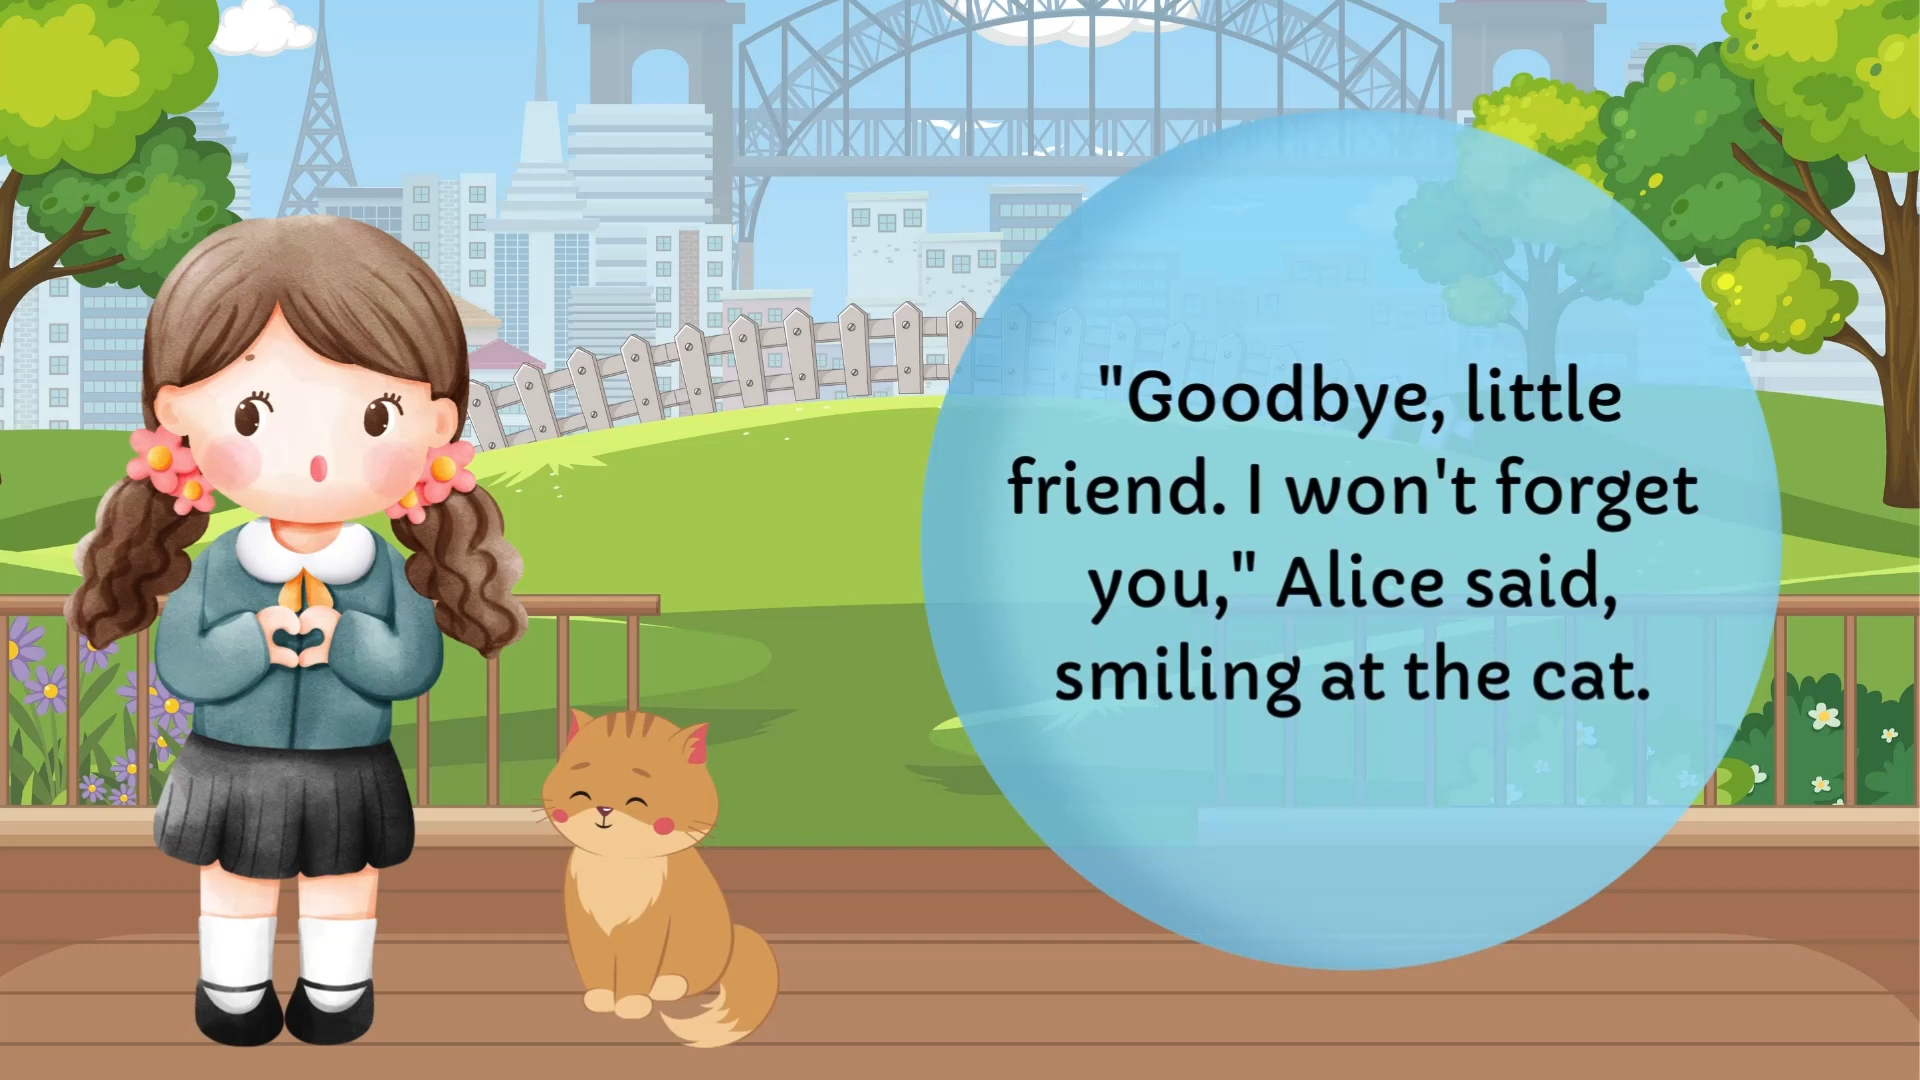 "Goodbye, little
friend. I won't forget
you," Alice said,
smiling at the cat.